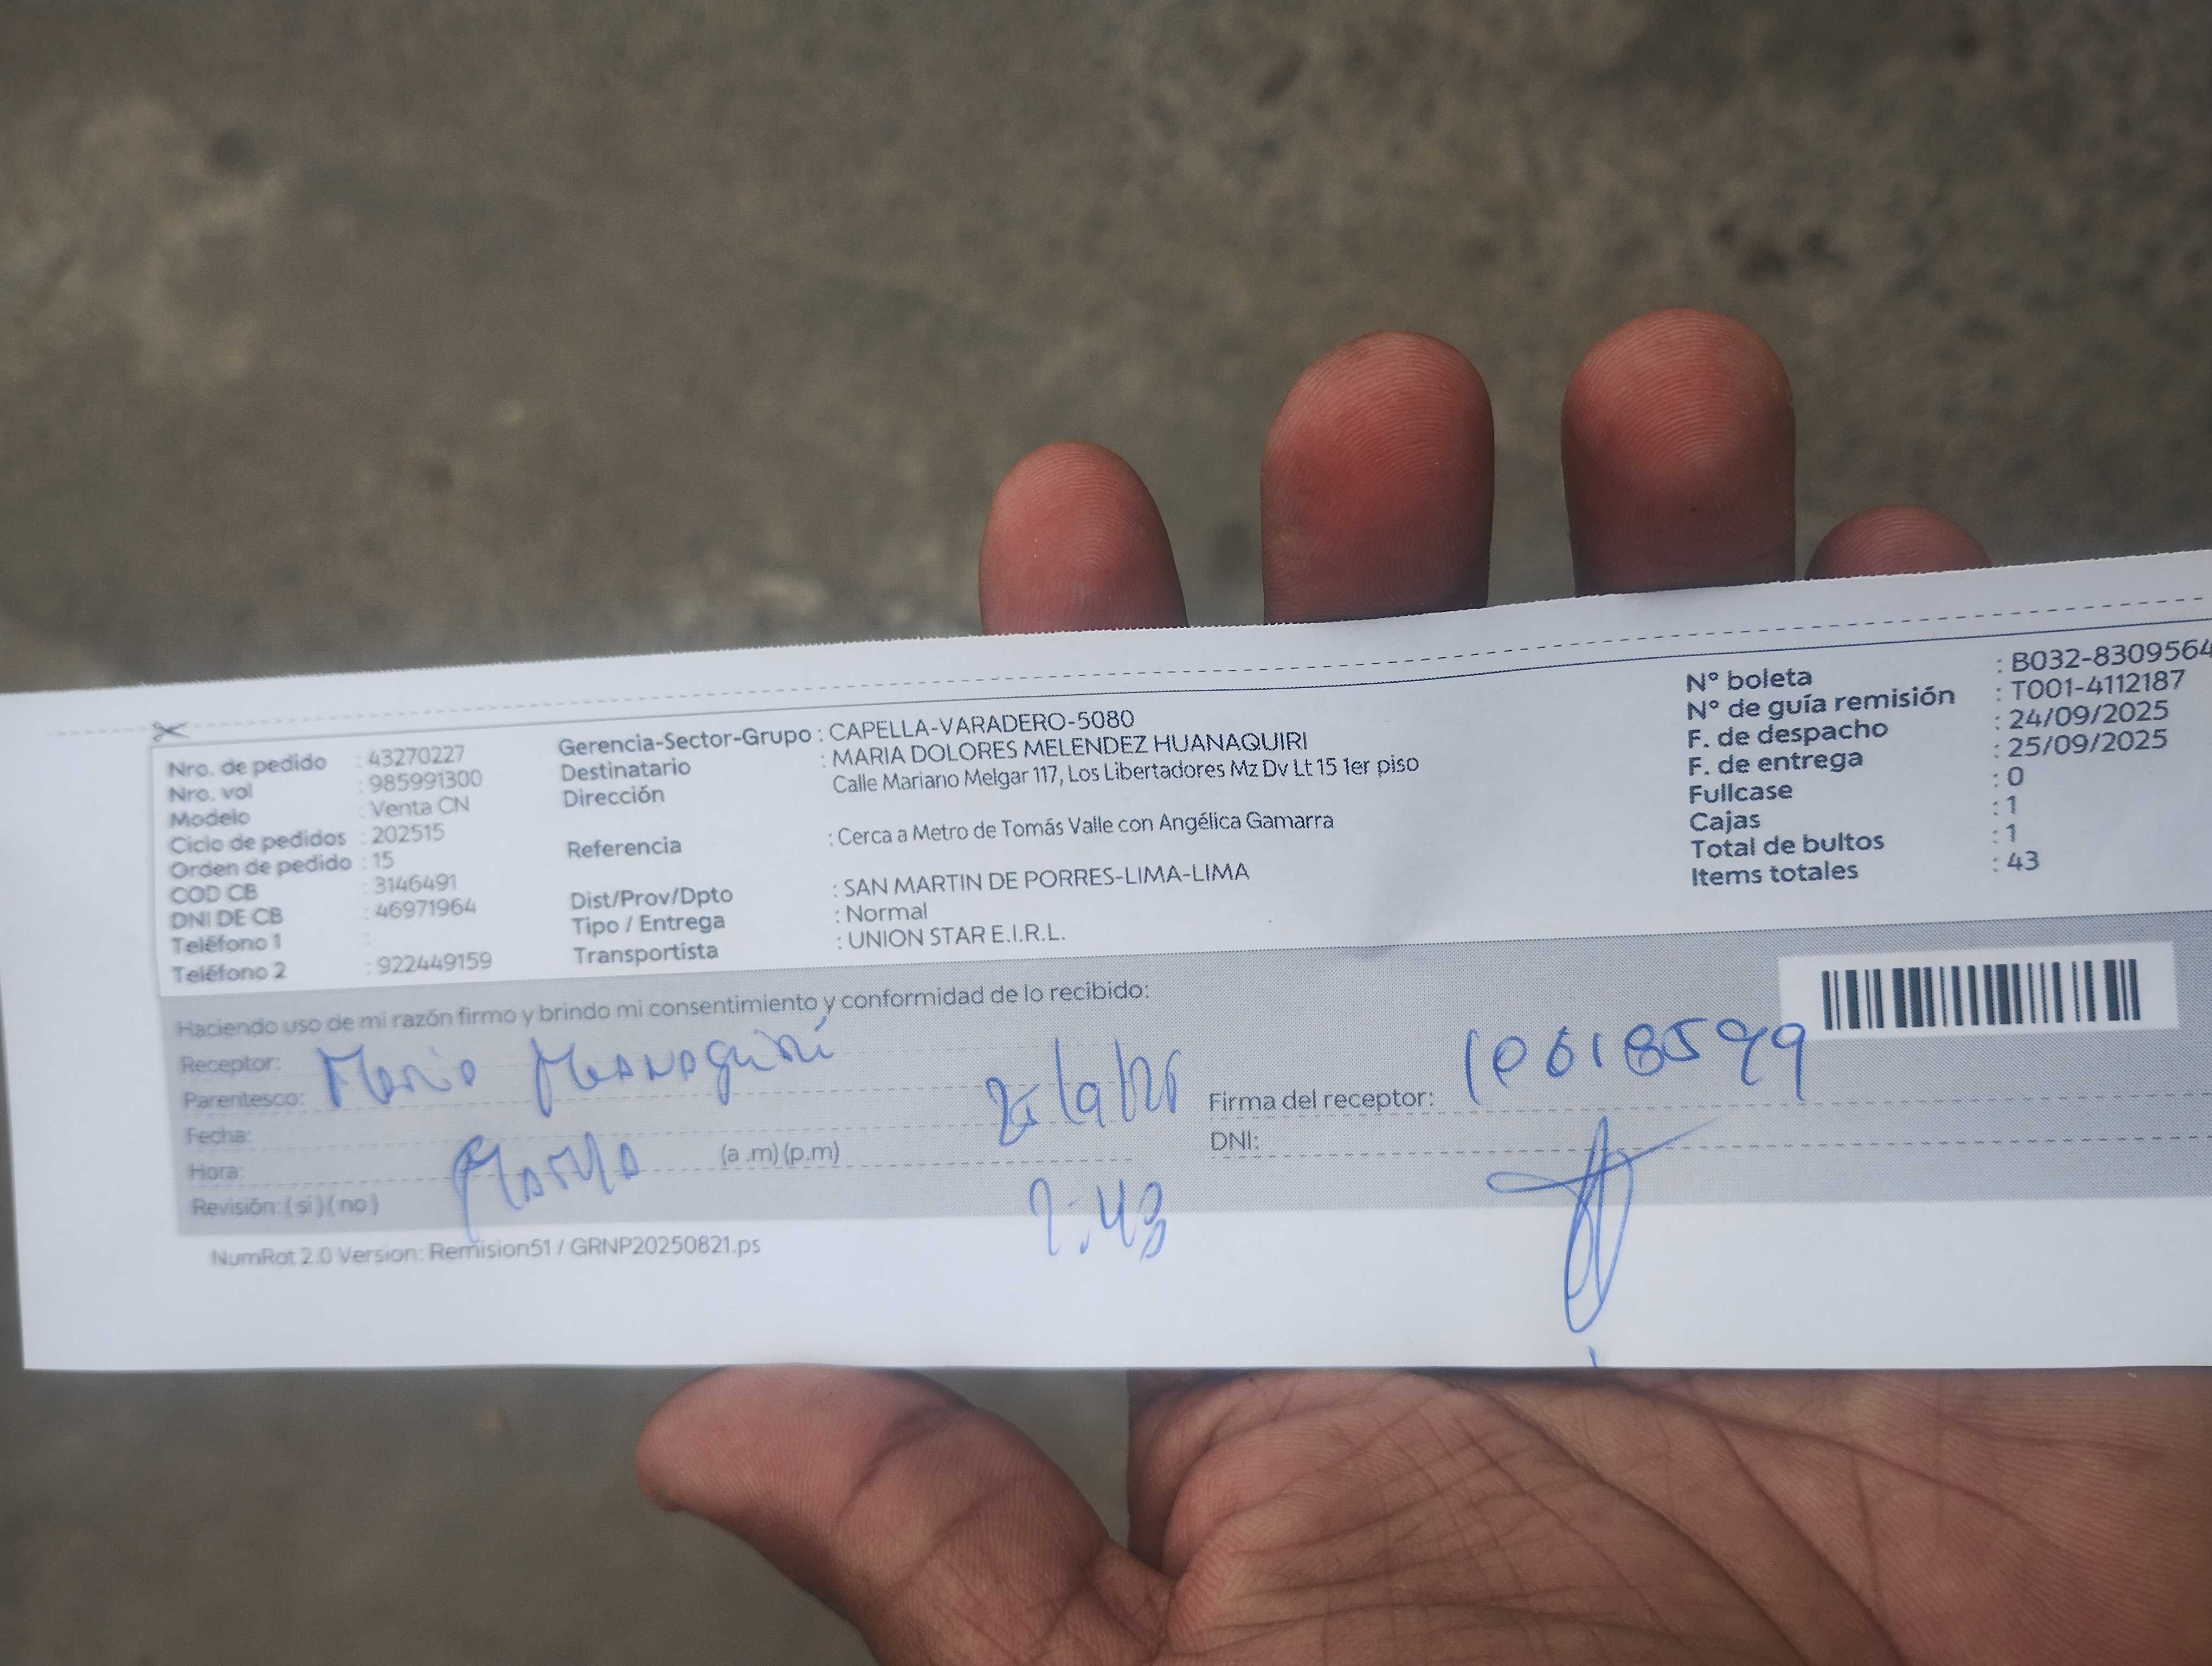 Nro. de pedido : 43270227
Nro. vol : 985991300
Modelo : Venta CN
Ciclo de pedidos : 202515
Orden de pedido : 15
COD CB : 3146491
DNI DE CB : 46971964
Teléfono 1 :
Teléfono 2 : 922449159
Gerencia-Sector-Grupo : CAPELLA-VARADERO-5080
Destinatario : MARIA DOLORES MELENDEZ HUANAQUIRI
Dirección Calle Mariano Melgar 117, Los Libertadores Mz Dv Lt 15 1er piso
Referencia : Cerca a Metro de Tomás Valle con Angélica Gamarra
Dist/Prov/Dpto : SAN MARTIN DE PORRES-LIMA-LIMA
Tipo / Entrega : Normal
Transportista : UNION STAR E.I.R.L.
N° boleta : B032-8309564
N° de guía remisión : T001-4112187
F. de despacho : 24/09/2025
F. de entrega : 25/09/2025
Fullcase : 0
Cajas : 1
Total de bultos : 1
Items totales : 43
Haciendo uso de mi razón firmo y brindo mi consentimiento y conformidad de lo recibido:
Receptor:
Parentesco: Maria
Fecha:
Hora: (a .m) (p.m)
Revisión: ( si ) ( no )
Firma del receptor:
DNI:
NumRot 2.0 Version: Remision51 / GRNP20250821.ps